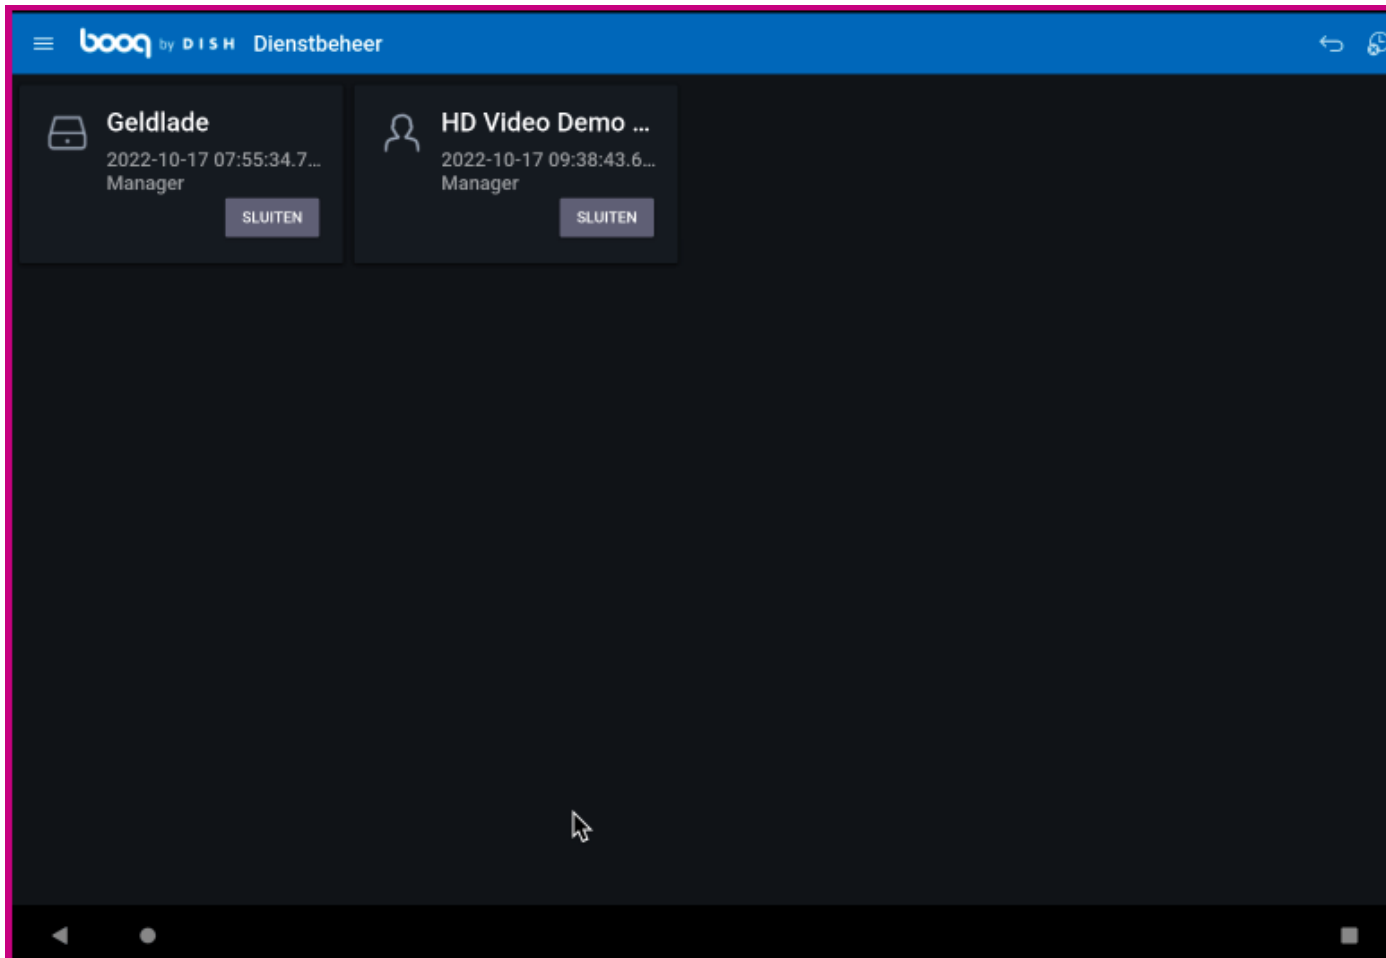 booq by DISH Dienstbeheer
Geldlade
2022-10-17 07:55:34.7...
Manager
SLUITEN
HD Video Demo ...
2022-10-17 09:38:43.6...
Manager
SLUITEN